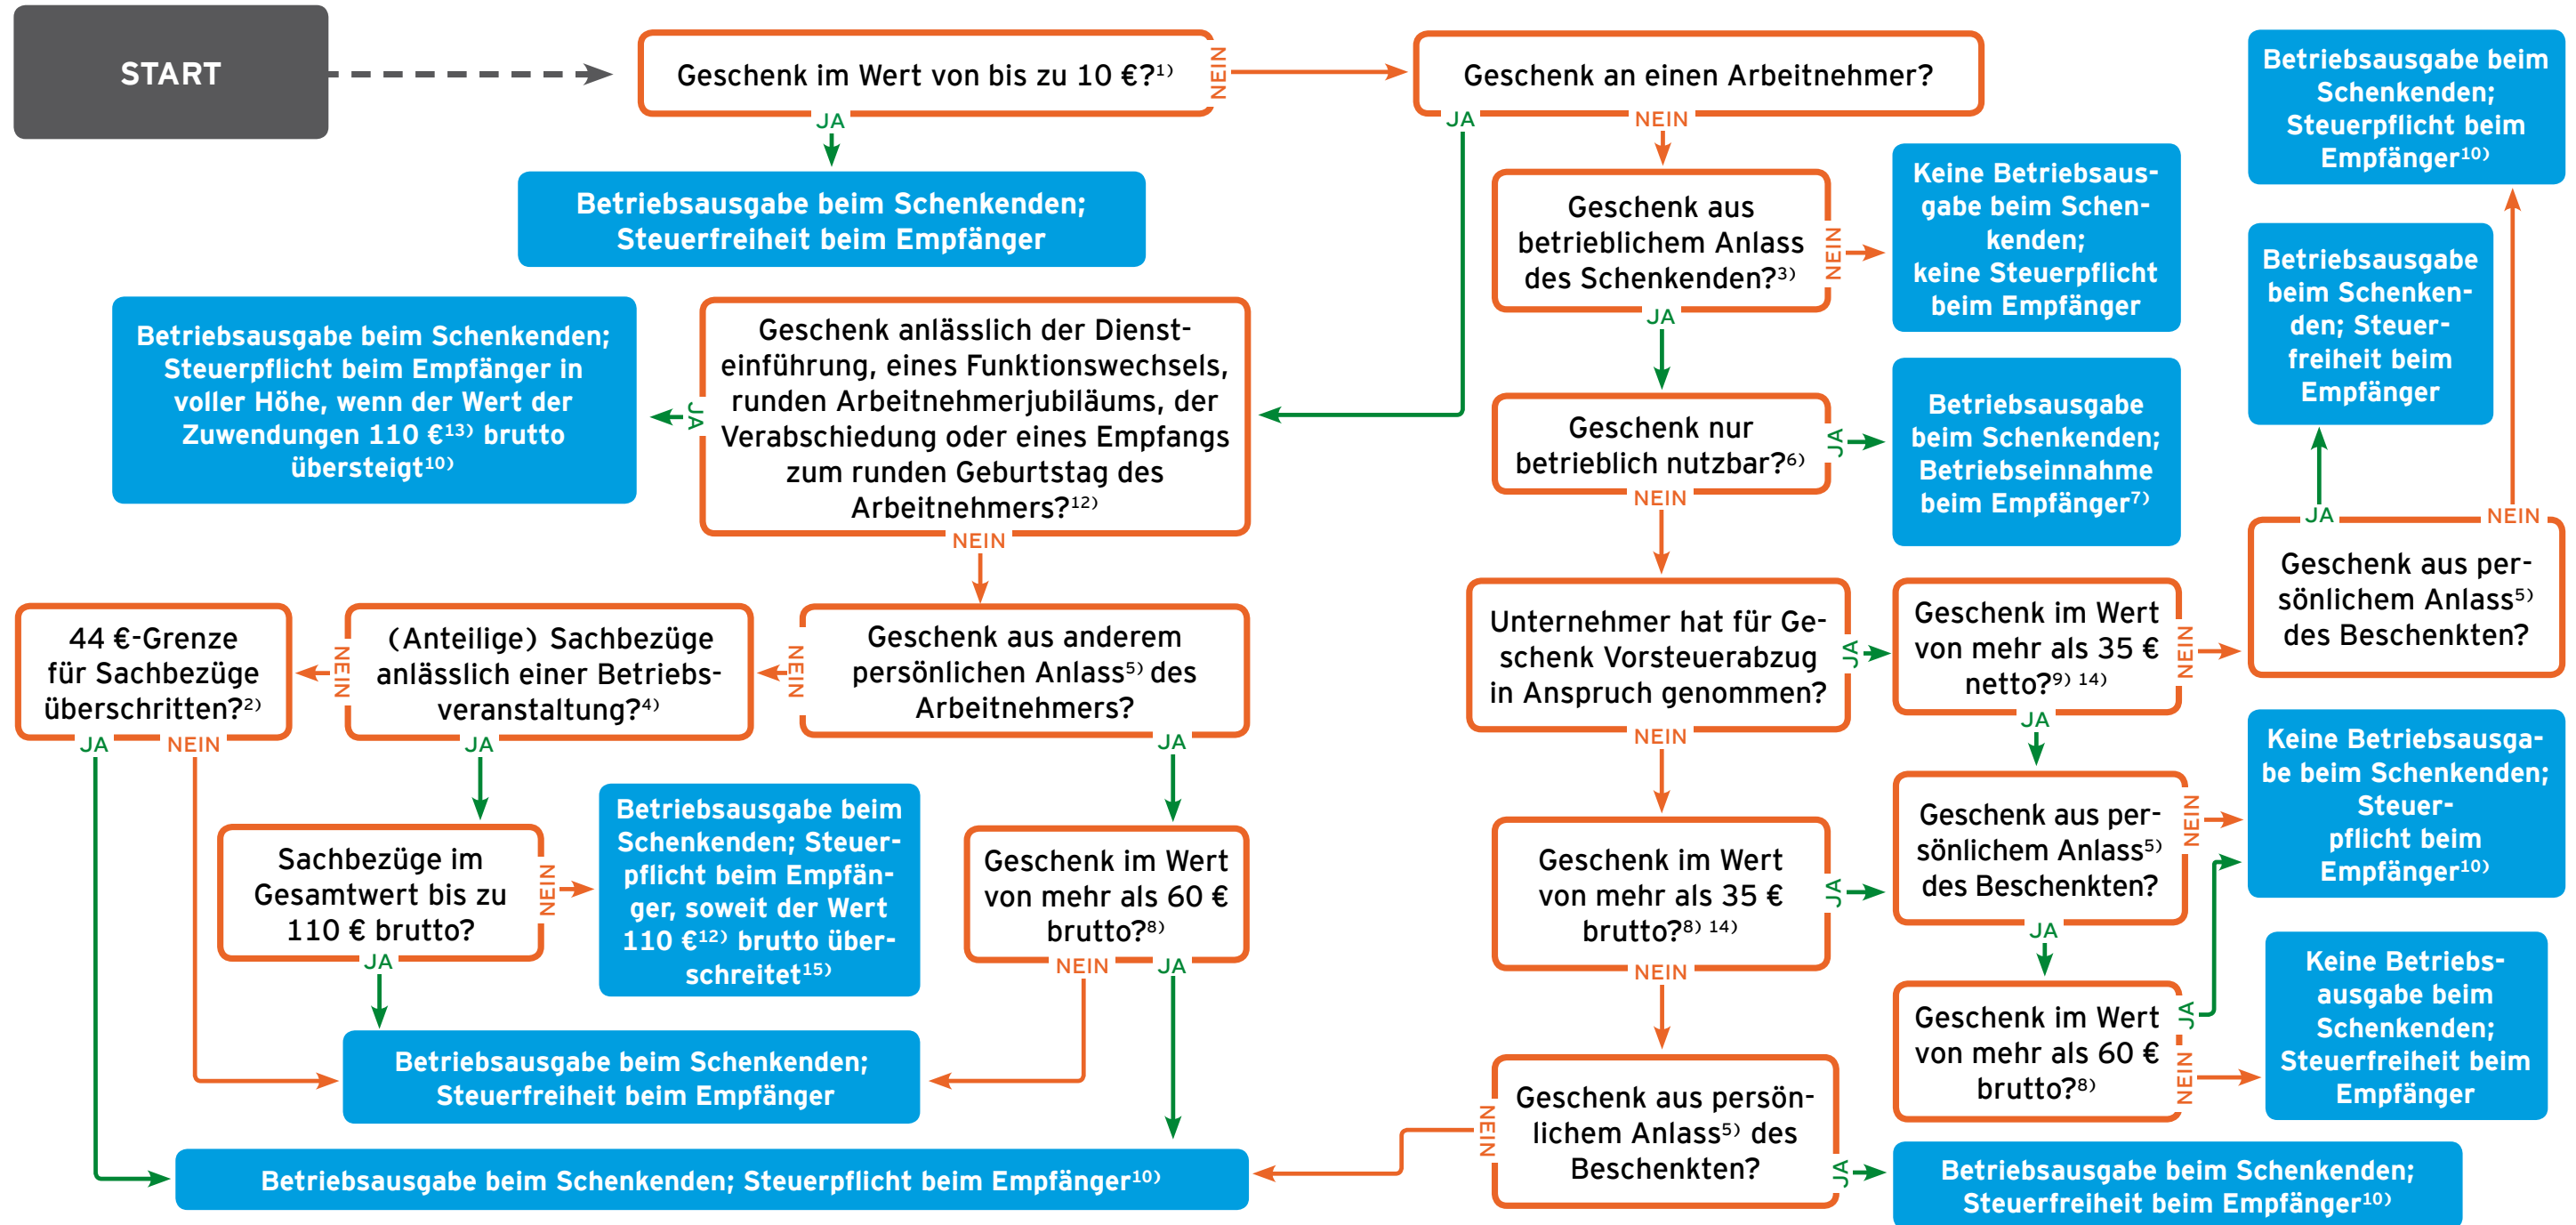 START
Geschenk im Wert von bis zu 10 €?1)
NEIN
JA
Geschenk an einen Arbeitnehmer?
JA
NEIN
Betriebsausgabe beim
Schenkenden;
Steuerpflicht beim
Empfänger10)
Betriebsausgabe beim Schenkenden;
Steuerfreiheit beim Empfänger
Geschenk aus
betrieblichem Anlass
des Schenkenden?3)
NEIN
JA
Keine Betriebsaus-
gabe beim Schen-
kenden;
keine Steuerpflicht
beim Empfänger
Betriebsausgabe
beim Schenken-
den; Steuer-
freiheit beim
Empfänger
Betriebsausgabe beim Schenkenden;
Steuerpflicht beim Empfänger in
voller Höhe, wenn der Wert der
Zuwendungen 110 €13) brutto
übersteigt10)
JA
Geschenk anlässlich der Dienst-
einführung, eines Funktionswechsels,
runden Arbeitnehmerjubiläums, der
Verabschiedung oder eines Empfangs
zum runden Geburtstag des
Arbeitnehmers?12)
NEIN
Geschenk nur
betrieblich nutzbar?6)
JA
NEIN
Betriebsausgabe
beim Schenkenden;
Betriebseinnahme
beim Empfänger7)
JA
NEIN
Geschenk aus per-
sönlichem Anlass5)
des Beschenkten?
44 €-Grenze
für Sachbezüge
überschritten?2)
JA
NEIN
NEIN
(Anteilige) Sachbezüge
anlässlich einer Betriebs-
veranstaltung?4)
JA
NEIN
Geschenk aus anderem
persönlichen Anlass5) des
Arbeitnehmers?
JA
Unternehmer hat für Ge-
schenk Vorsteuerabzug
in Anspruch genommen?
JA
NEIN
Geschenk im Wert
von mehr als 35 €
netto?9) 14)
NEIN
JA
Keine Betriebsausga-
be beim Schenkenden;
Steuer-
pflicht beim
Empfänger10)
Sachbezüge im
Gesamtwert bis zu
110 € brutto?
NEIN
JA
Betriebsausgabe beim
Schenkenden; Steuer-
pflicht beim Empfän-
ger, soweit der Wert
110 €12) brutto über-
schreitet15)
Geschenk im Wert
von mehr als 60 €
brutto?8)
NEIN
JA
Geschenk im Wert
von mehr als 35 €
brutto?8) 14)
JA
NEIN
Geschenk aus per-
sönlichem Anlass5)
des Beschenkten?
NEIN
JA
Geschenk im Wert
von mehr als 60 €
brutto?8)
JA
NEIN
Keine Betriebs-
ausgabe beim
Schenkenden;
Steuerfreiheit beim
Empfänger
Betriebsausgabe beim Schenkenden;
Steuerfreiheit beim Empfänger
NEIN
Geschenk aus persön-
lichem Anlass5) des
Beschenkten?
JA
Betriebsausgabe beim Schenkenden; Steuerpflicht beim Empfänger10)
Betriebsausgabe beim Schenkenden;
Steuerfreiheit beim Empfänger10)